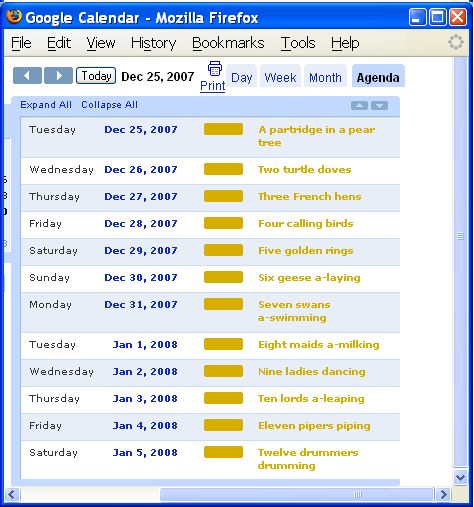 Google Calendar - Mozilla Firefox
File Edit View History Bookmarks Tools Help
Today Dec 25, 2007 Print Day Week Month Agenda
Expand All Collapse All
Tuesday Dec 25, 2007 A partridge in a pear
tree
Wednesday Dec 26, 2007 Two turtle doves
Thursday Dec 27, 2007 Three French hens
Friday Dec 28, 2007 Four calling birds
Saturday Dec 29, 2007 Five golden rings
Sunday Dec 30, 2007 Six geese a-laying
Monday Dec 31, 2007 Seven swans
a-swimming
Tuesday Jan 1, 2008 Eight maids a-milking
Wednesday Jan 2, 2008 Nine ladies dancing
Thursday Jan 3, 2008 Ten lords a-leaping
Friday Jan 4, 2008 Eleven pipers piping
Saturday Jan 5, 2008 Twelve drummers
drumming